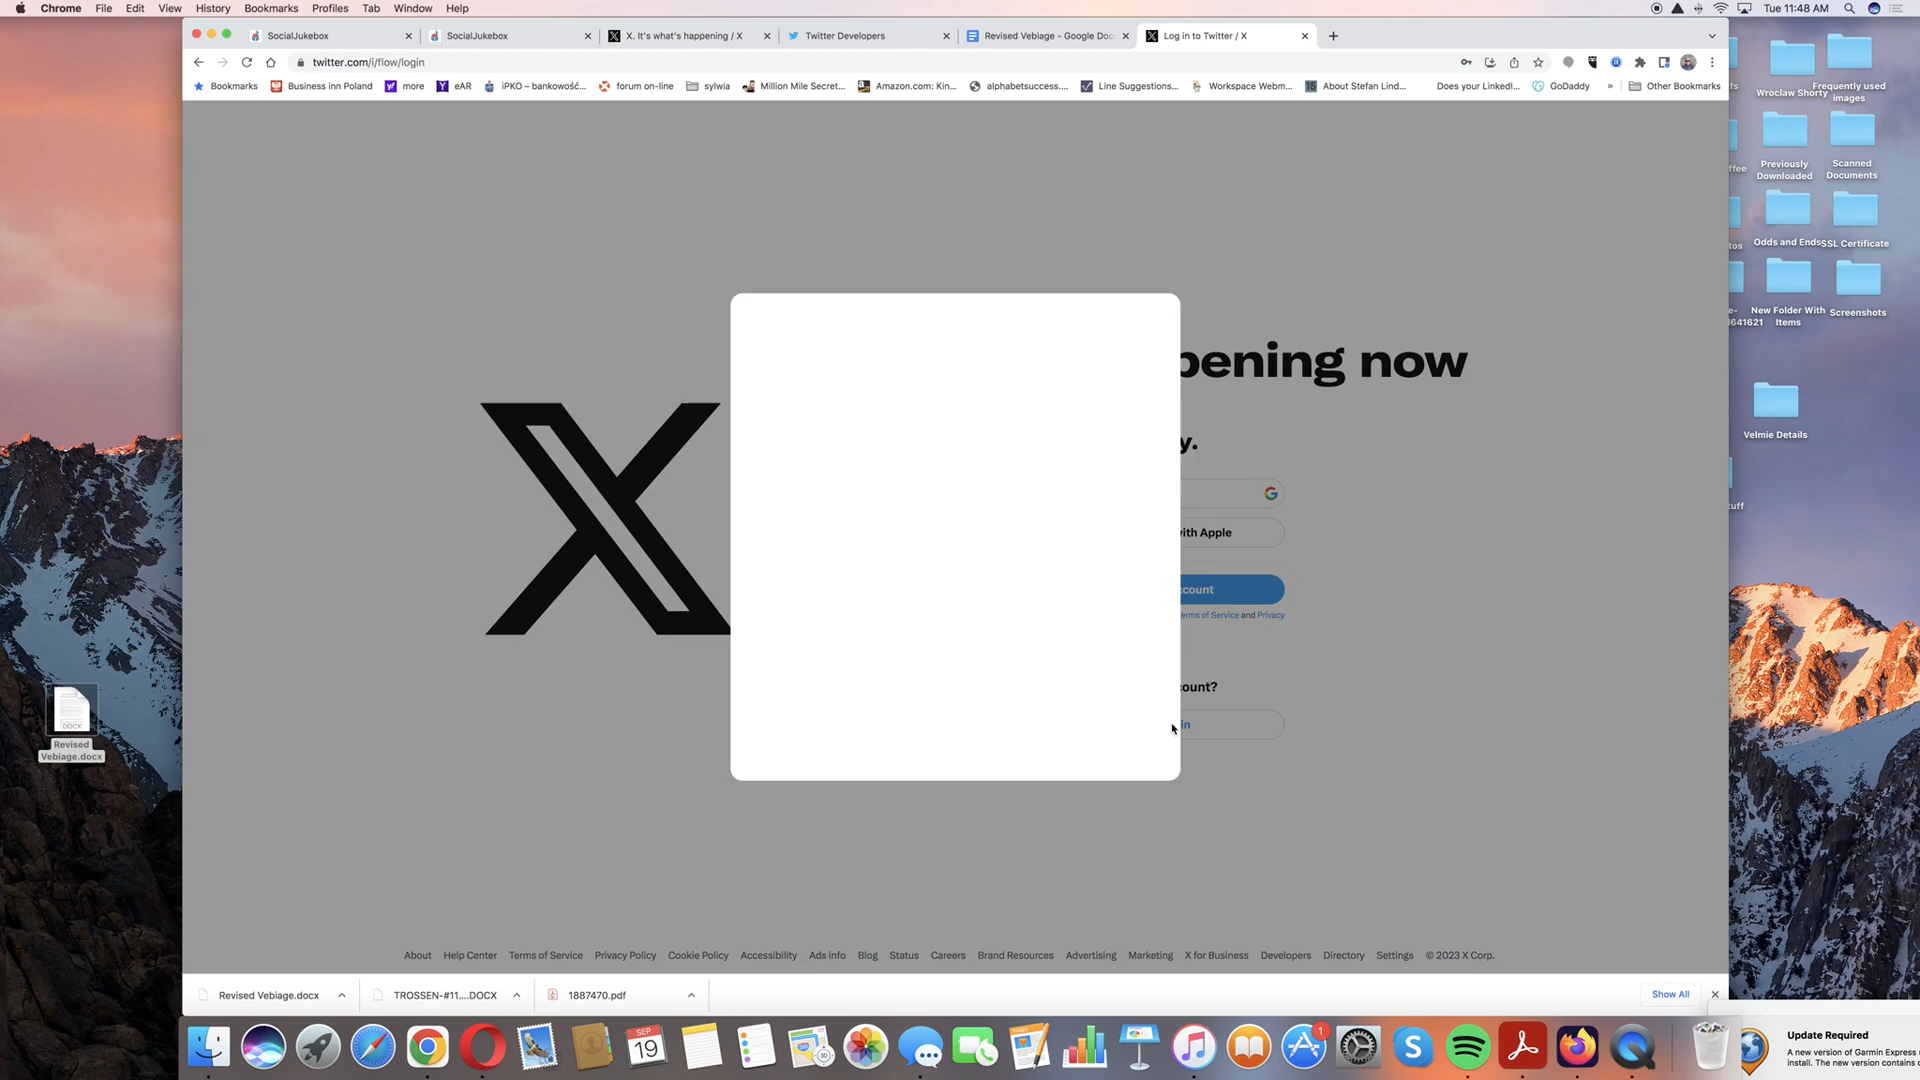 Chrome File Edit View History Bookmarks Profiles Tab Window Help
Tue 11:48 AM
SocialJukebox
SocialJukebox
X. It's what's happening / X
Twitter Developers
Revised Vebiage - Google Doc
Log in to Twitter / X
twitter.com/i/flow/login
Bookmarks
Business inn Poland
more
eAR
iPKO – bankowość...
forum on-line
sylwia
Million Mile Secret...
Amazon.com: Kin...
alphabetsuccess....
Line Suggestions...
Workspace Webm...
About Stefan Lind...
Does your LinkedI...
GoDaddy
»
Other Bookmarks
Wroclaw Shorty
Frequently used
images
Previously
Downloaded
Scanned
Documents
Odds and Ends
SSL Certificate
New Folder With
Items
Screenshots
641621
Velmie Details
pening now
y.
with Apple
count
erms of Service and Privacy
count?
in
Revised
Vebiage.docx
About Help Center Terms of Service Privacy Policy Cookie Policy Accessibility Ads info Blog Status Careers Brand Resources Advertising Marketing X for Business Developers Directory Settings © 2023 X Corp.
Revised Vebiage.docx
TROSSEN-#11....DOCX
1887470.pdf
Show All
SEP
19
3D
1
Update Required
A new version of Garmin Express
install. The new version contains